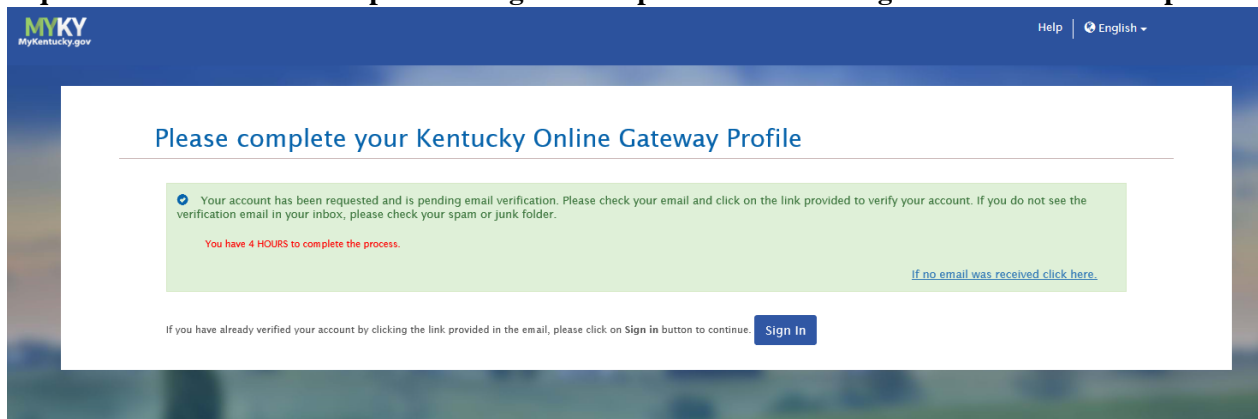 MYKY
MyKentucky.gov
Help
English
Please complete your Kentucky Online Gateway Profile
Your account has been requested and is pending email verification. Please check your email and click on the link provided to verify your account. If you do not see the
verification email in your inbox, please check your spam or junk folder.
You have 4 HOURS to complete the process.
If no email was received click here.
If you have already verified your account by clicking the link provided in the email, please click on Sign in button to continue. Sign In